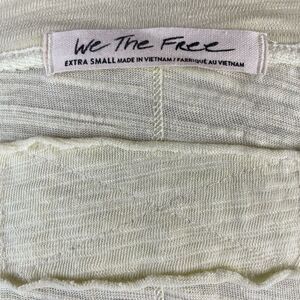 We The Free
EXTRA SMALL MADE IN VIETNAM / FABRIQUÉ AU VIETNAM